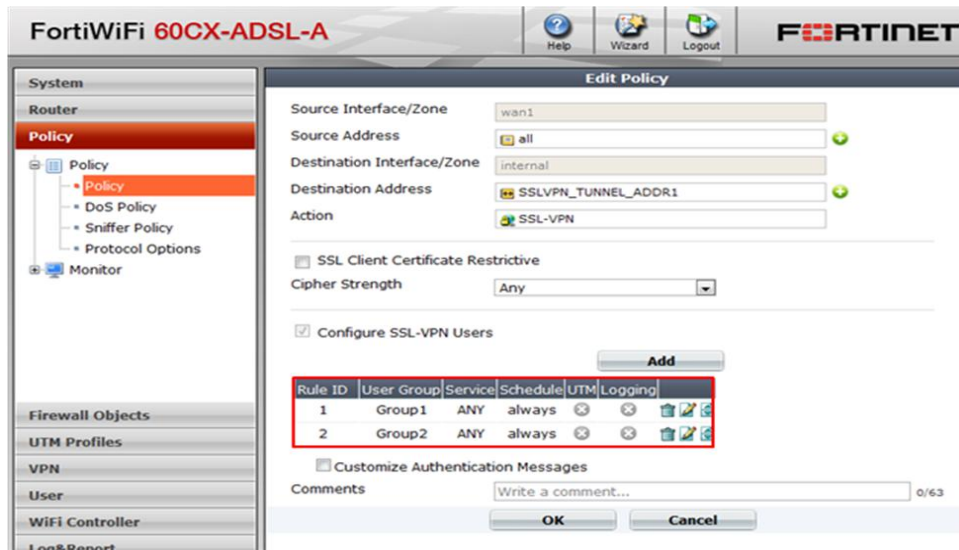 FortiWiFi 60CX-ADSL-A
Help
Wizard
Logout
FORTINET
System
Router
Policy
Policy
Policy
DoS Policy
Sniffer Policy
Protocol Options
Monitor
Firewall Objects
UTM Profiles
VPN
User
WiFi Controller
Log&Report
Edit Policy
Source Interface/Zone wan1
Source Address all
Destination Interface/Zone internal
Destination Address SSLVPN_TUNNEL_ADDR1
Action SSL-VPN
SSL Client Certificate Restrictive
Cipher Strength Any
Configure SSL-VPN Users
Add
Rule ID User Group Service Schedule UTM Logging
1 Group1 ANY always
2 Group2 ANY always
Customize Authentication Messages
Comments Write a comment... 0/63
OK Cancel